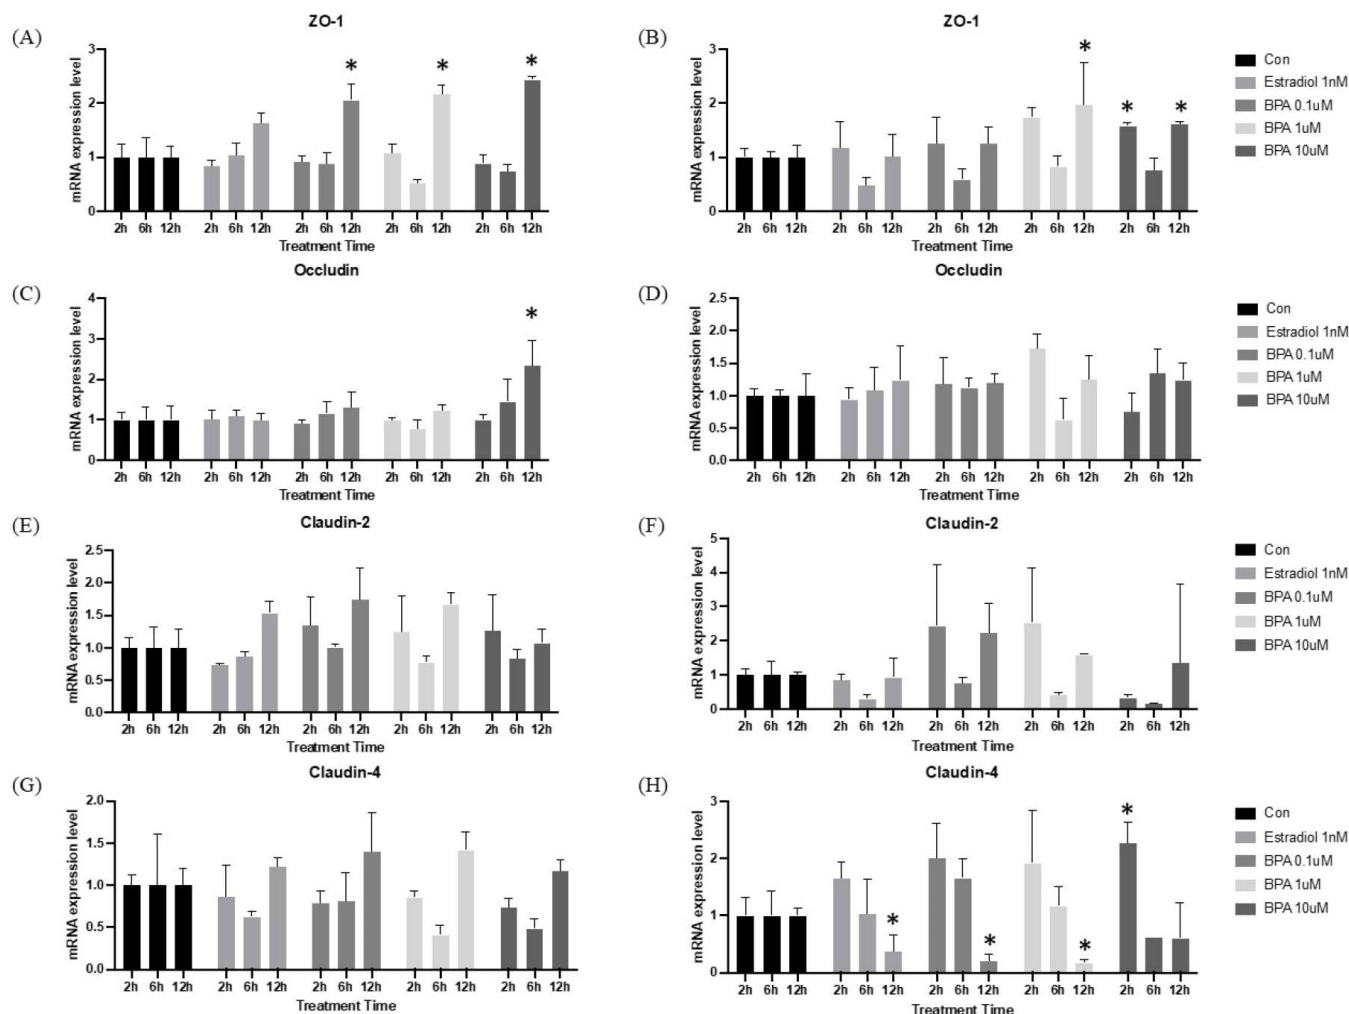 ZO-1
(A)
mRNA expression level
3
2
1
0
2h 6h 12h 2h 6h 12h 2h 6h 12h 2h 6h 12h 2h 6h 12h
* * *
Treatment Time
ZO-1
(B)
mRNA expression level
3
2
1
0
2h 6h 12h 2h 6h 12h 2h 6h 12h 2h 6h 12h 2h 6h 12h
* * *
Treatment Time
Con
Estradiol 1nM
BPA 0.1uM
BPA 1uM
BPA 10uM
Occludin
(C)
mRNA expression level
4
3
2
1
0
2h 6h 12h 2h 6h 12h 2h 6h 12h 2h 6h 12h 2h 6h 12h
*
Treatment Time
Occludin
(D)
mRNA expression level
2.5
2.0
1.5
1.0
0.5
0.0
2h 6h 12h 2h 6h 12h 2h 6h 12h 2h 6h 12h 2h 6h 12h
Treatment Time
Con
Estradiol 1nM
BPA 0.1uM
BPA 1uM
BPA 10uM
Claudin-2
(E)
mRNA expression level
2.5
2.0
1.5
1.0
0.5
0.0
2h 6h 12h 2h 6h 12h 2h 6h 12h 2h 6h 12h 2h 6h 12h
Treatment Time
Claudin-2
(F)
mRNA expression level
5
4
3
2
1
0
2h 6h 12h 2h 6h 12h 2h 6h 12h 2h 6h 12h 2h 6h 12h
Treatment Time
Con
Estradiol 1nM
BPA 0.1uM
BPA 1uM
BPA 10uM
Claudin-4
(G)
mRNA expression level
2.0
1.5
1.0
0.5
0.0
2h 6h 12h 2h 6h 12h 2h 6h 12h 2h 6h 12h 2h 6h 12h
Treatment Time
Claudin-4
(H)
mRNA expression level
3
2
1
0
2h 6h 12h 2h 6h 12h 2h 6h 12h 2h 6h 12h 2h 6h 12h
* * * *
Treatment Time
Con
Estradiol 1nM
BPA 0.1uM
BPA 1uM
BPA 10uM